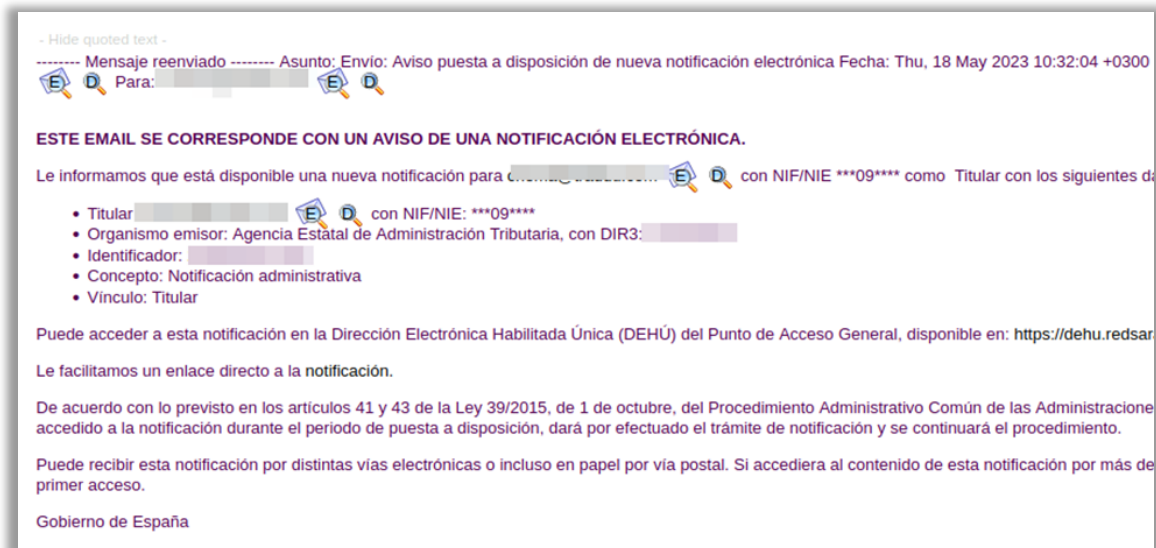 - Hide quoted text -
-------- Mensaje reenviado -------- Asunto: Envío: Aviso puesta a disposición de nueva notificación electrónica Fecha: Thu, 18 May 2023 10:32:04 +0300
E D Para: E D
ESTE EMAIL SE CORRESPONDE CON UN AVISO DE UNA NOTIFICACIÓN ELECTRÓNICA.
Le informamos que está disponible una nueva notificación para E D con NIF/NIE ***09**** como Titular con los siguientes da
• Titular E D con NIF/NIE: ***09****
• Organismo emisor: Agencia Estatal de Administración Tributaria, con DIR3:
• Identificador:
• Concepto: Notificación administrativa
• Vínculo: Titular
Puede acceder a esta notificación en la Dirección Electrónica Habilitada Única (DEHÚ) del Punto de Acceso General, disponible en: https://dehu.redsar
Le facilitamos un enlace directo a la notificación.
De acuerdo con lo previsto en los artículos 41 y 43 de la Ley 39/2015, de 1 de octubre, del Procedimiento Administrativo Común de las Administracione
accedido a la notificación durante el periodo de puesta a disposición, dará por efectuado el trámite de notificación y se continuará el procedimiento.
Puede recibir esta notificación por distintas vías electrónicas o incluso en papel por vía postal. Si accediera al contenido de esta notificación por más de
primer acceso.
Gobierno de España